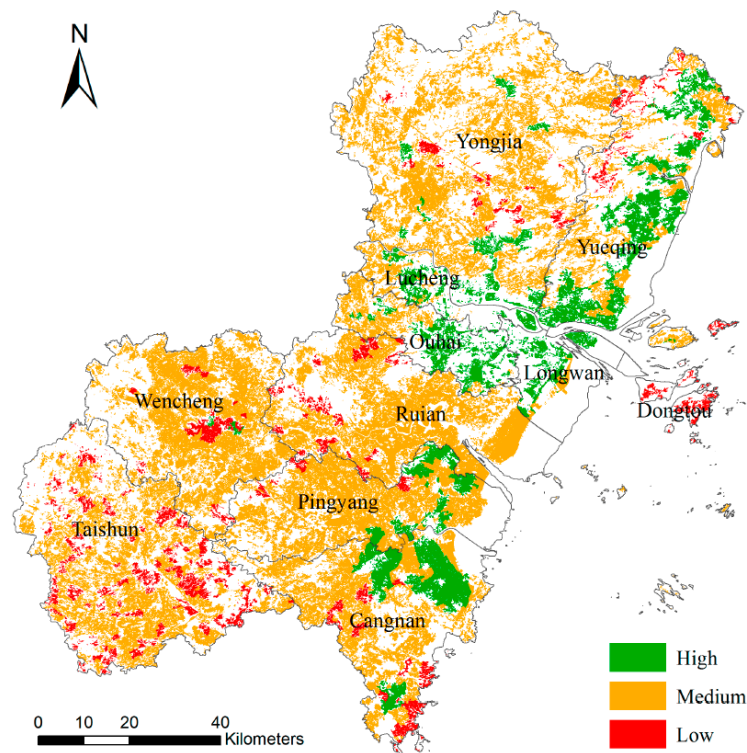 N
Yongjia
Yueqing
Lucheng
Ouhai
Longwan
Dongtou
Wencheng
Ruian
Pingyang
Taishun
Cangnan
High
Medium
Low
0 10 20 40
Kilometers